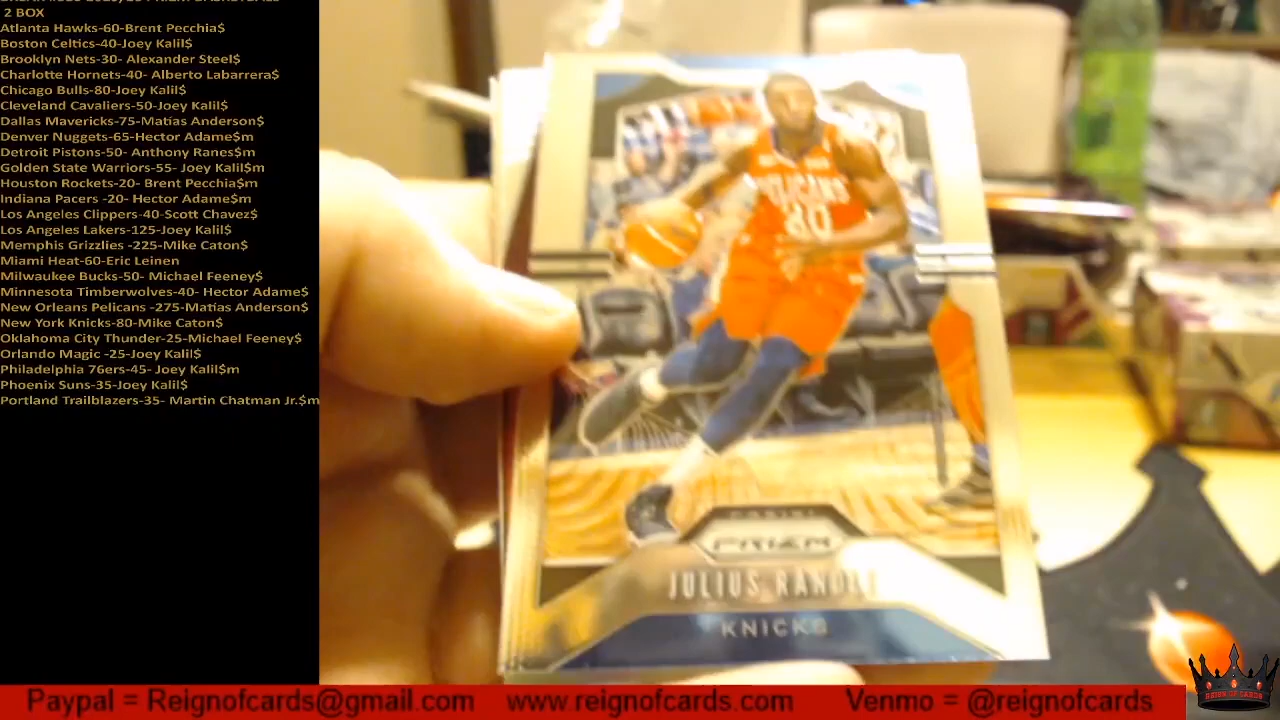 2 BOX
Atlanta Hawks-60-Brent Pecchia$
Boston Celtics-40-Joey Kalil$
Brooklyn Nets-30- Alexander Steel$
Charlotte Hornets-40- Alberto Labarrera$
Chicago Bulls-80-Joey Kalil$
Cleveland Cavaliers-50-Joey Kalil$
Dallas Mavericks-75-Matias Anderson$
Denver Nuggets-65-Hector Adame$m
Detroit Pistons-50- Anthony Ranes$m
Golden State Warriors-55- Joey Kalil$m
Houston Rockets-20- Brent Pecchia$m
Indiana Pacers -20- Hector Adame$m
Los Angeles Clippers-40-Scott Chavez$
Los Angeles Lakers-125-Joey Kalil$
Memphis Grizzlies -225-Mike Caton$
Miami Heat-60-Eric Leinen
Milwaukee Bucks-50- Michael Feeney$
Minnesota Timberwolves-40- Hector Adame$
New Orleans Pelicans -275-Matias Anderson$
New York Knicks-80-Mike Caton$
Oklahoma City Thunder-25-Michael Feeney$
Orlando Magic -25-Joey Kalil$
Philadelphia 76ers-45- Joey Kalil$m
Phoenix Suns-35-Joey Kalil$
Portland Trailblazers-35- Martin Chatman Jr.$m
PELICANS
30
PANINI
PRIZM
JULIUS RANDLE
KNICKS
Paypal = Reignofcards@gmail.com www.reignofcards.com Venmo = @reignofcards
REIGN OF CARDS